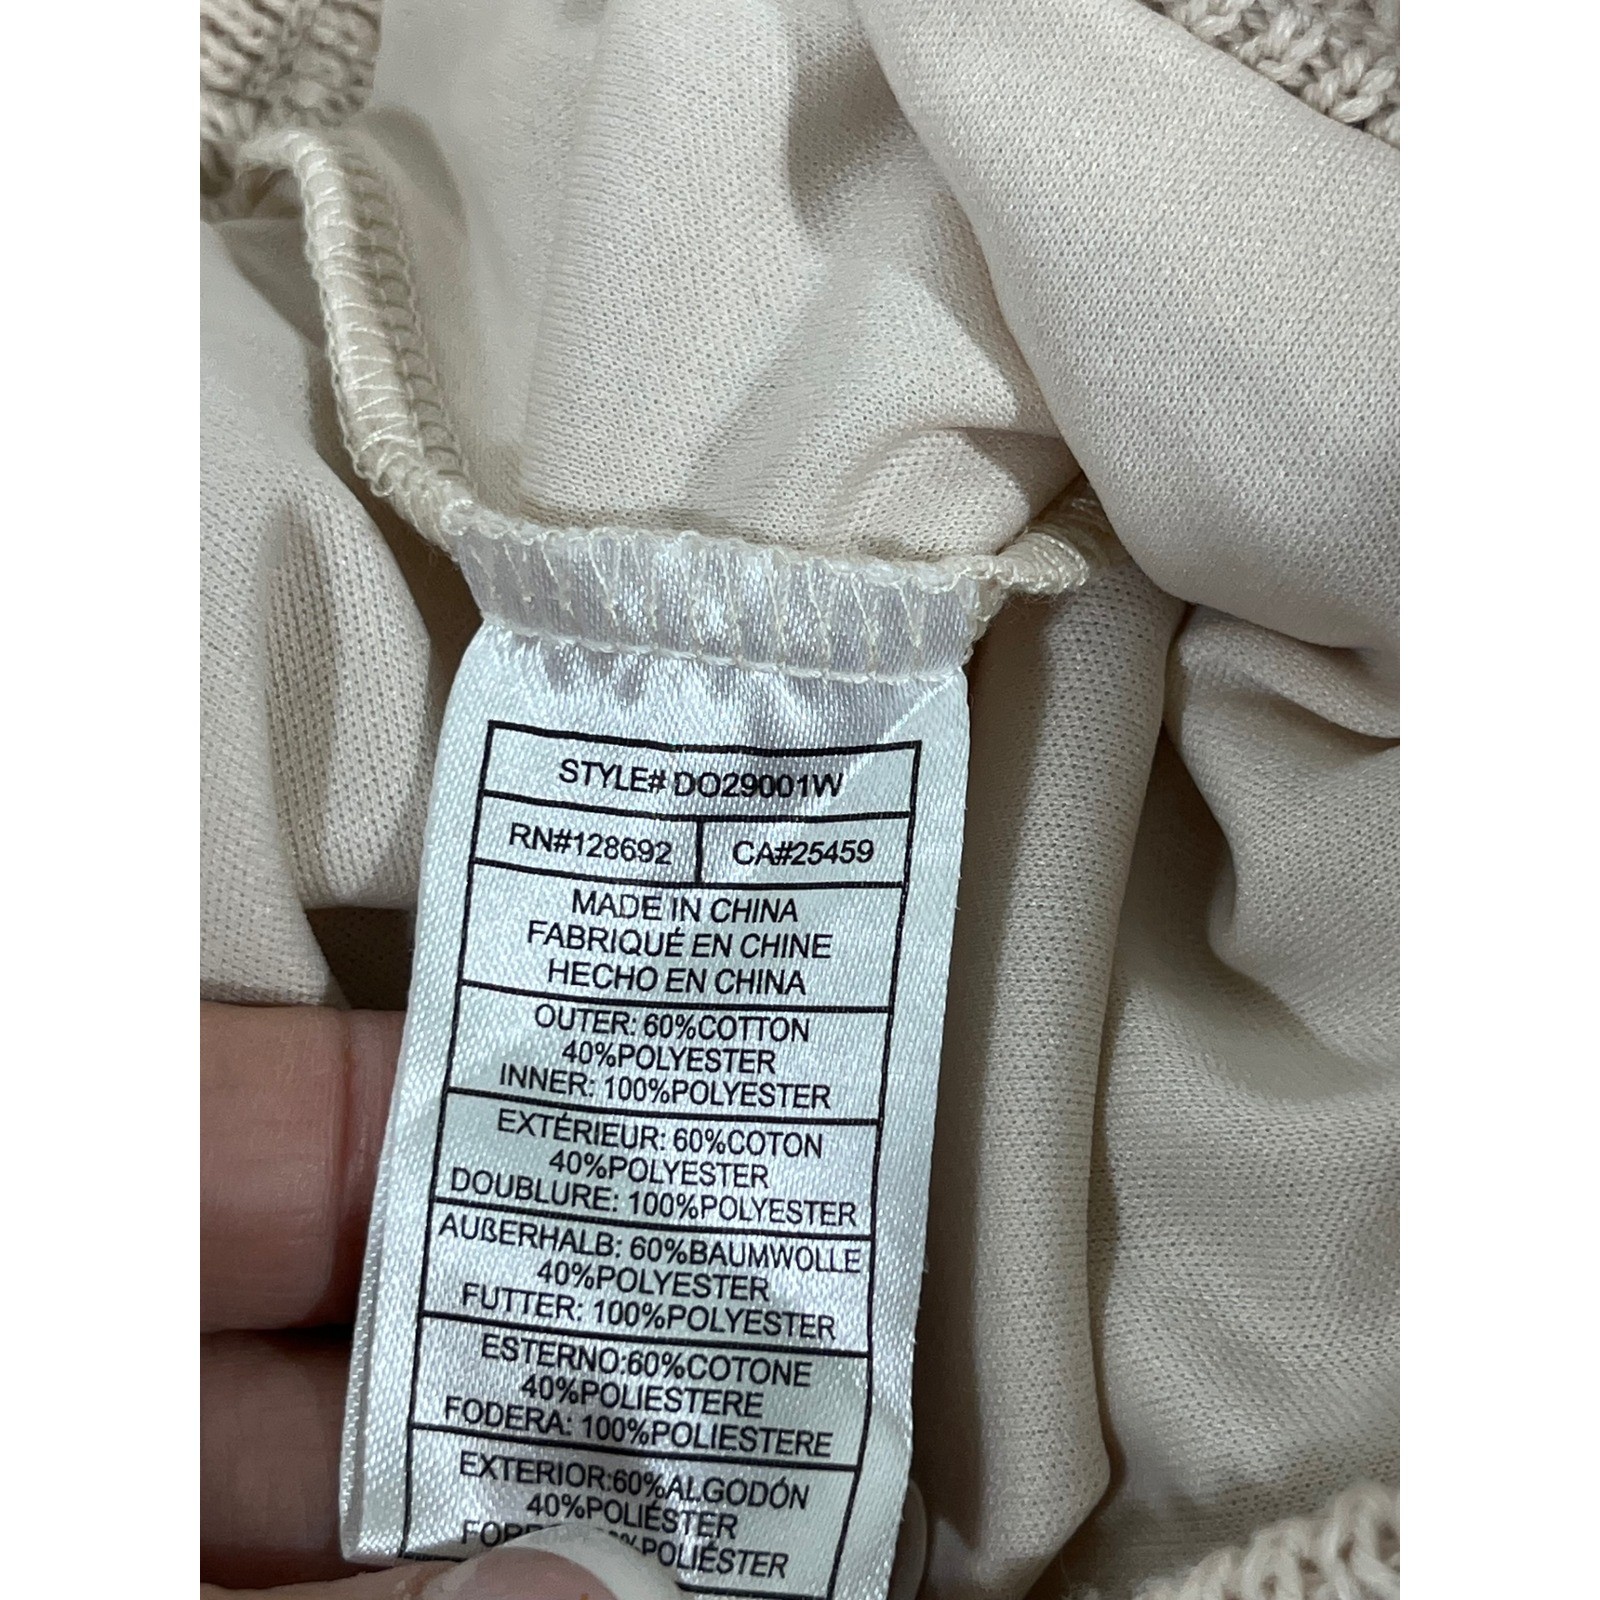 STYLE# DO29001W
RN#128692 CA#25459
MADE IN CHINA
FABRIQUÉ EN CHINE
HECHO EN CHINA
OUTER: 60%COTTON
40%POLYESTER
INNER: 100%POLYESTER
EXTÉRIEUR: 60%COTON
40%POLYESTER
DOUBLURE: 100%POLYESTER
AUßERHALB: 60%BAUMWOLLE
40%POLYESTER
FUTTER: 100%POLYESTER
ESTERNO:60%COTONE
40%POLIESTERE
FODERA: 100%POLIESTERE
EXTERIOR:60%ALGODÓN
40%POLIÉSTER
%POLIÉSTER